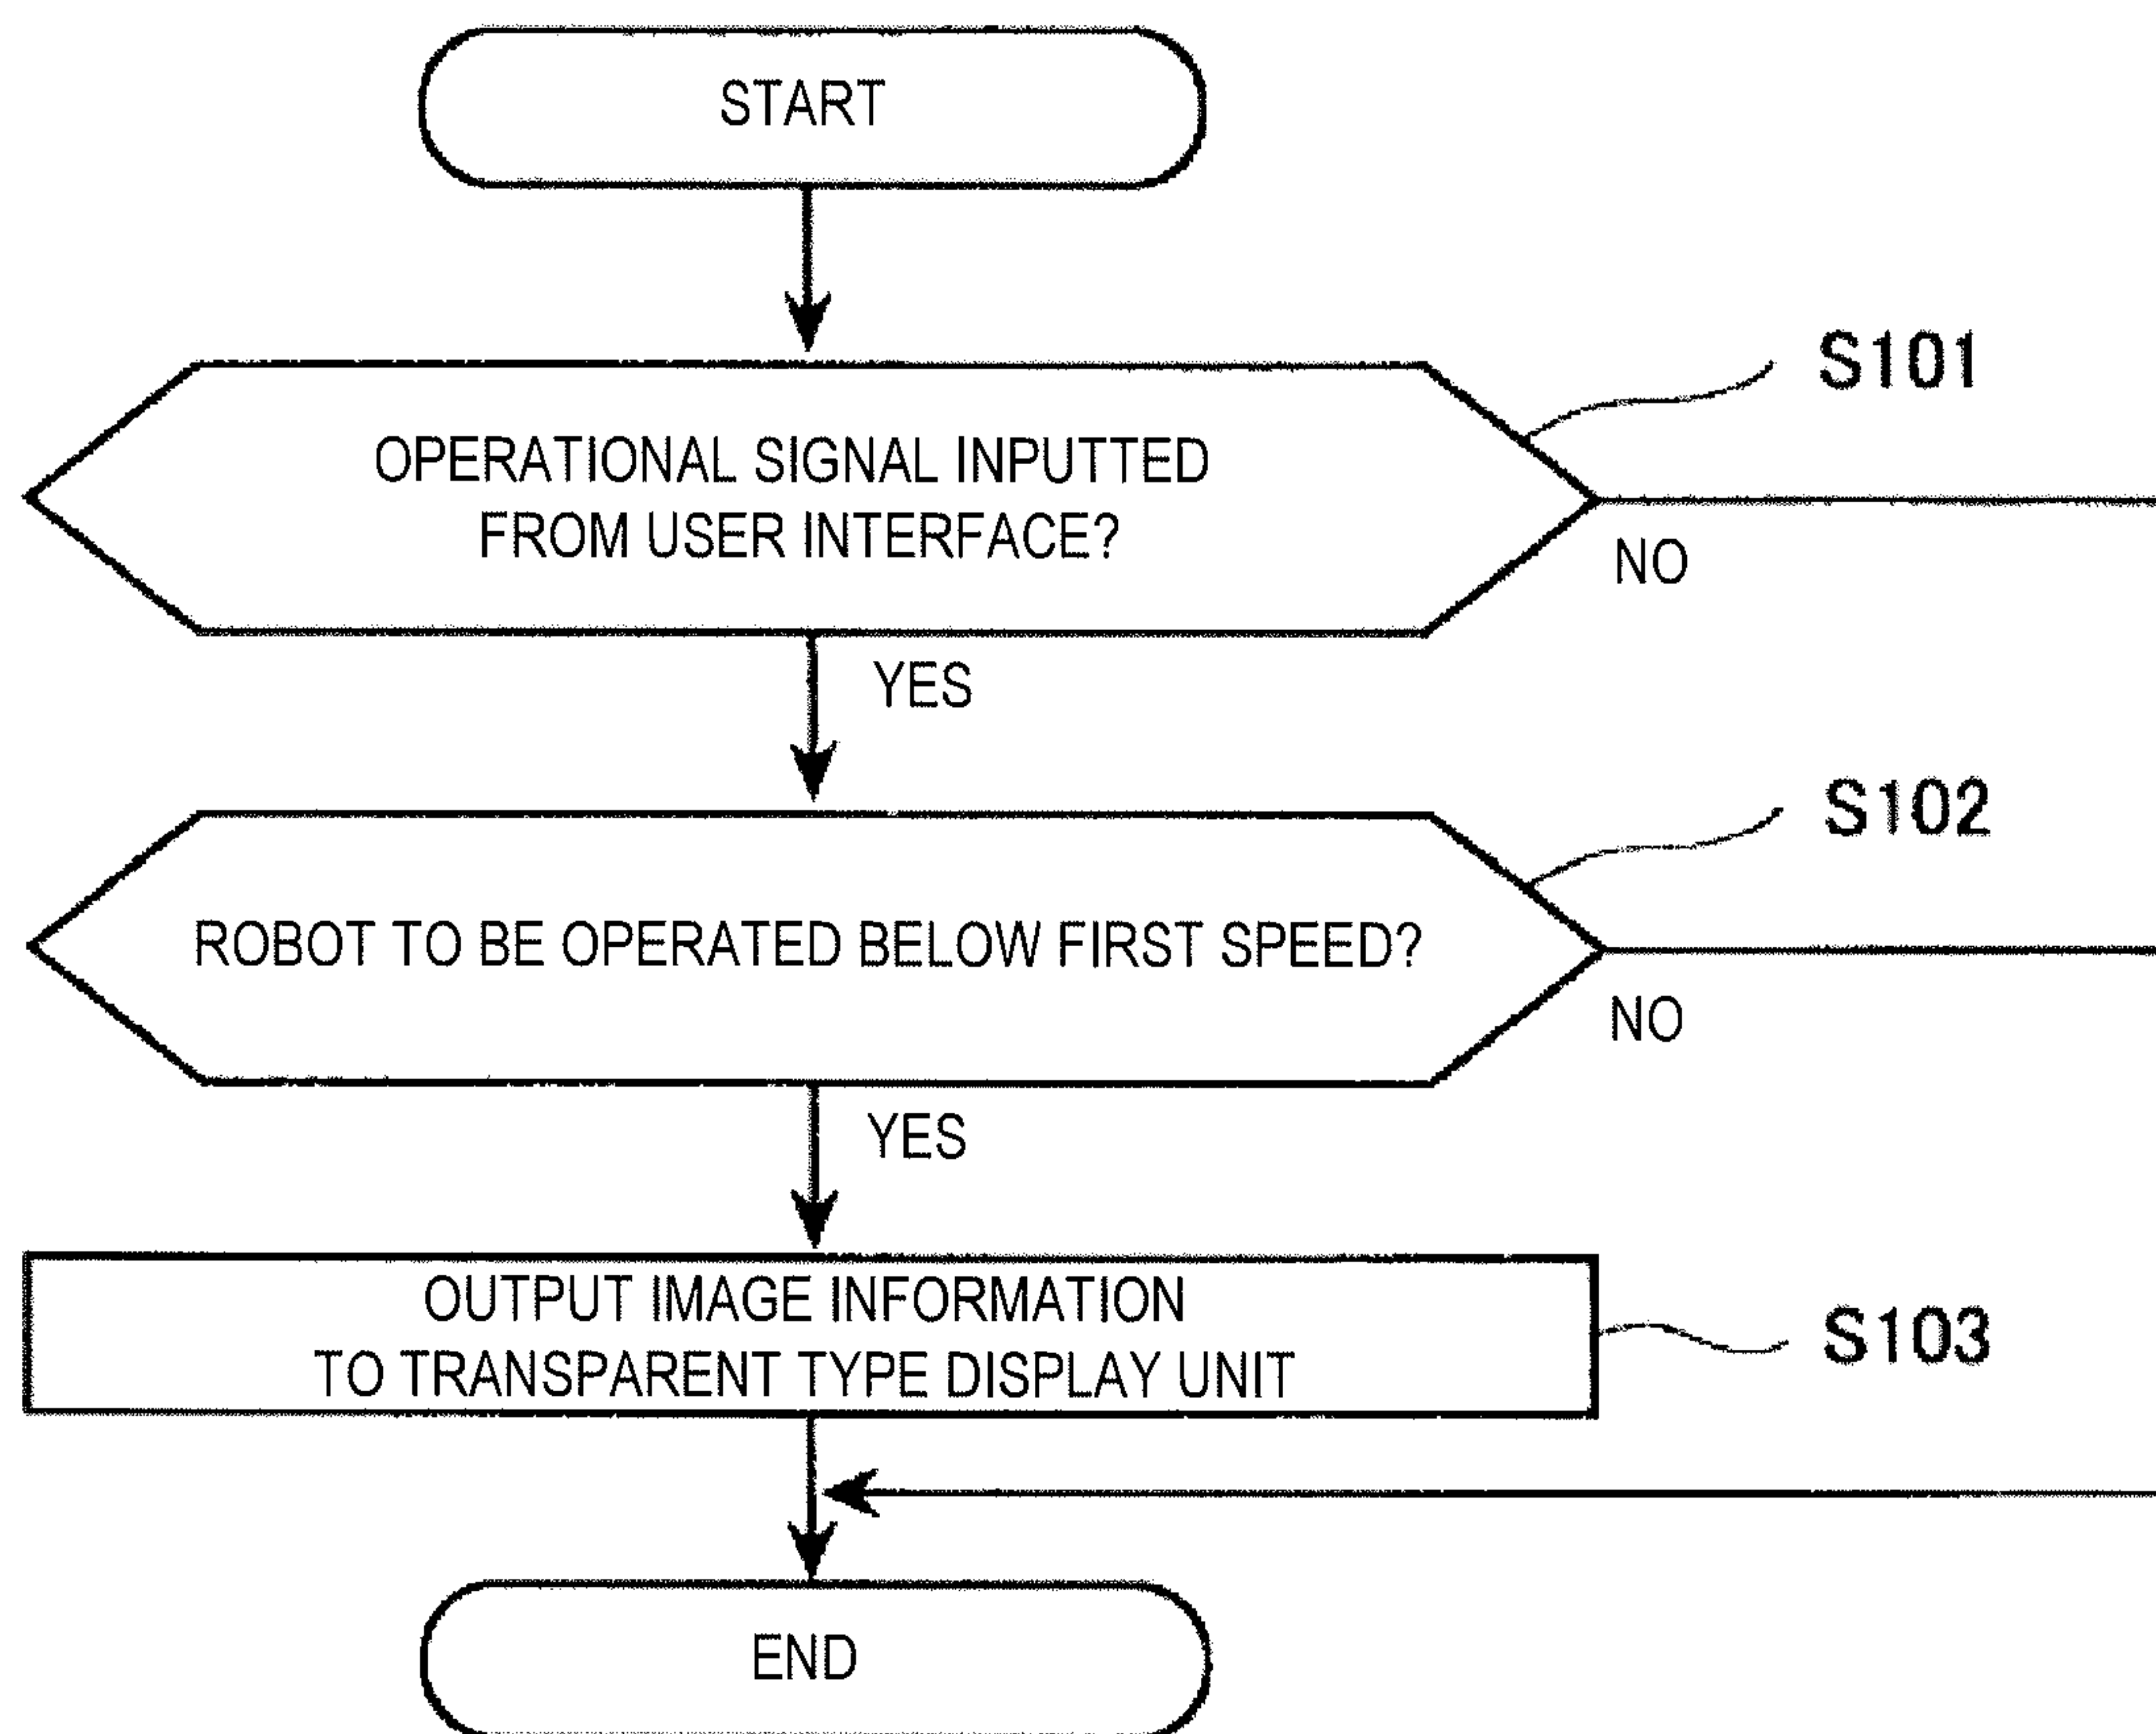 START
S101
OPERATIONAL SIGNAL INPUTTED
FROM USER INTERFACE?
NO
YES
S102
ROBOT TO BE OPERATED BELOW FIRST SPEED?
NO
YES
OUTPUT IMAGE INFORMATION
TO TRANSPARENT TYPE DISPLAY UNIT
S103
END